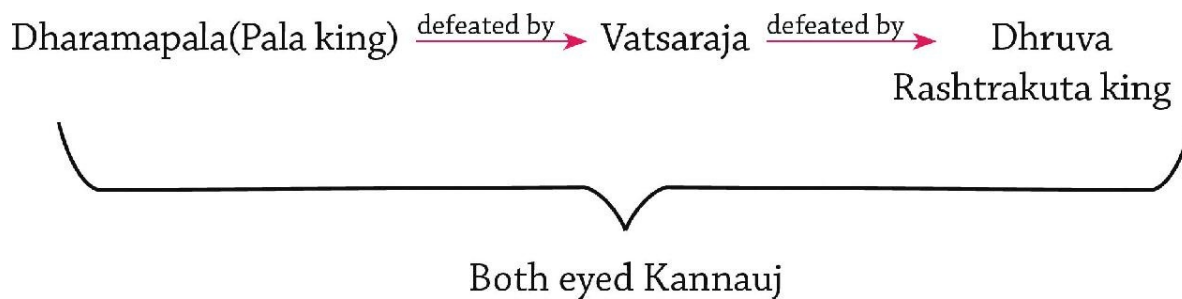 Dharamapala(Pala king) defeated by Vatsaraja defeated by Dhruva
Rashtrakuta king
Both eyed Kannauj